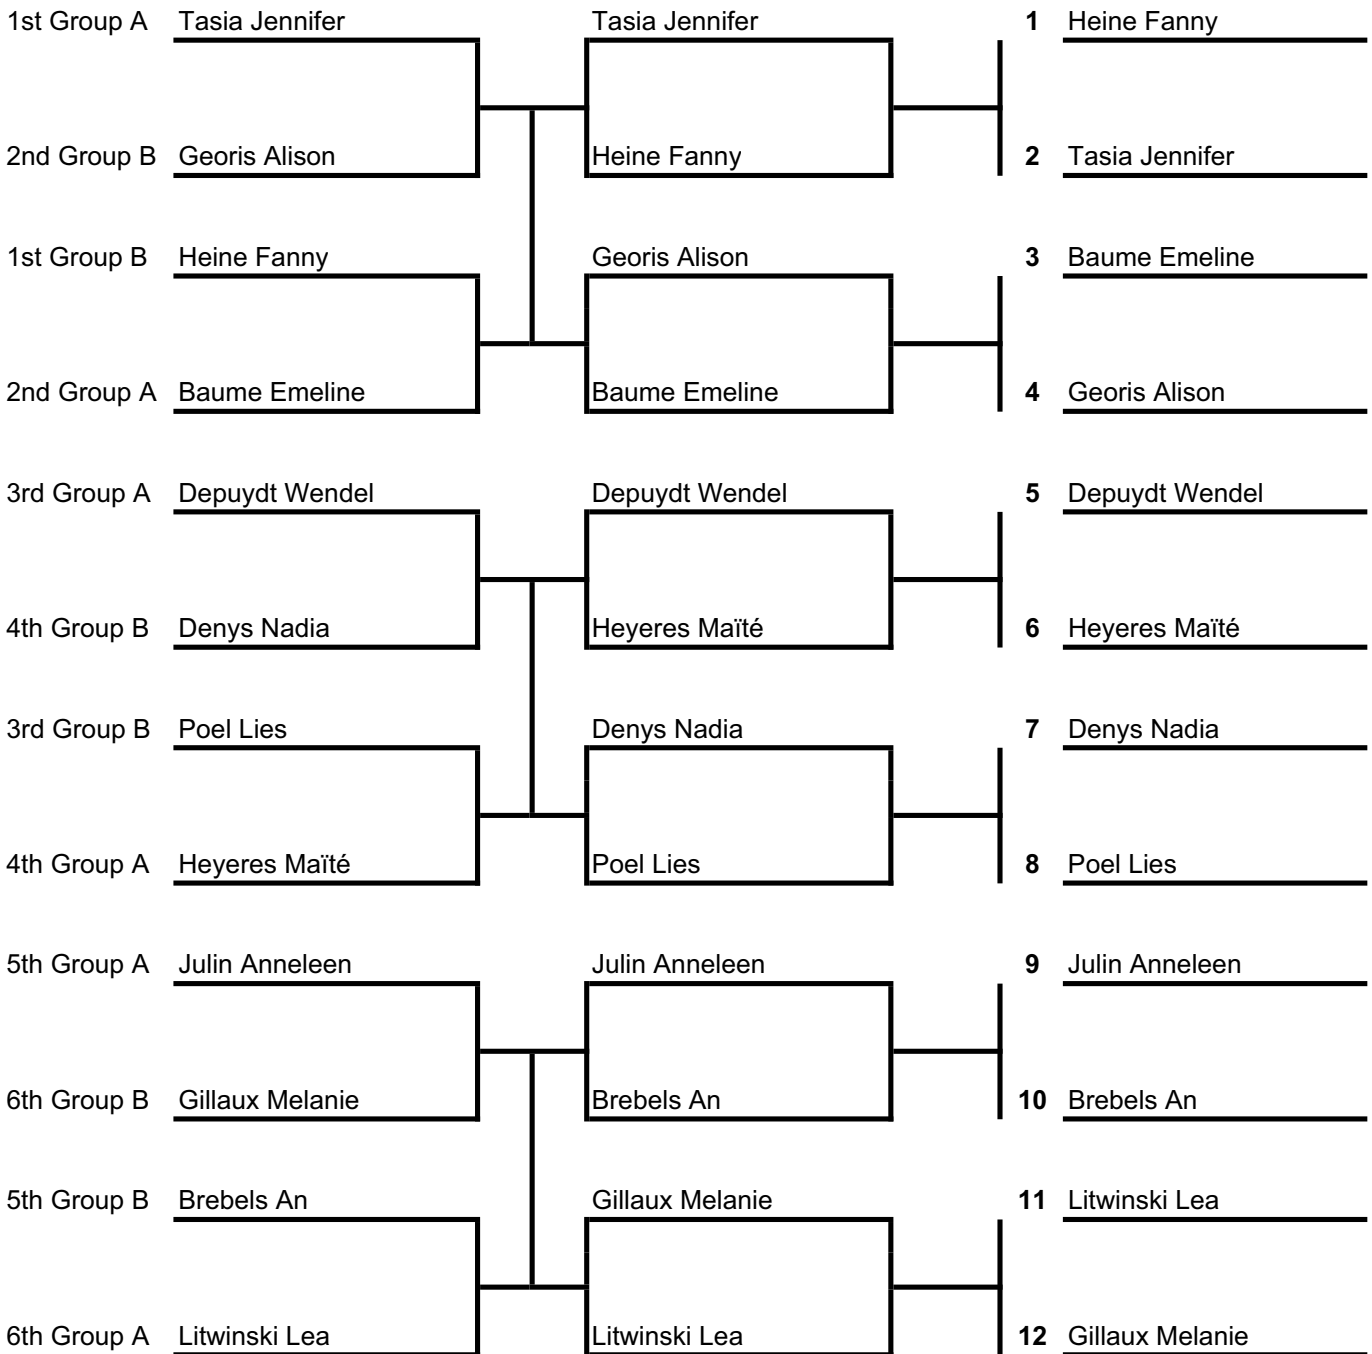 1st Group A Tasia Jennifer Tasia Jennifer 1 Heine Fanny
2nd Group B Georis Alison Heine Fanny 2 Tasia Jennifer
1st Group B Heine Fanny Georis Alison 3 Baume Emeline
2nd Group A Baume Emeline Baume Emeline 4 Georis Alison
3rd Group A Depuydt Wendel Depuydt Wendel 5 Depuydt Wendel
4th Group B Denys Nadia Heyeres Maïté 6 Heyeres Maïté
3rd Group B Poel Lies Denys Nadia 7 Denys Nadia
4th Group A Heyeres Maïté Poel Lies 8 Poel Lies
5th Group A Julin Anneleen Julin Anneleen 9 Julin Anneleen
6th Group B Gillaux Melanie Brebels An 10 Brebels An
5th Group B Brebels An Gillaux Melanie 11 Litwinski Lea
6th Group A Litwinski Lea Litwinski Lea 12 Gillaux Melanie